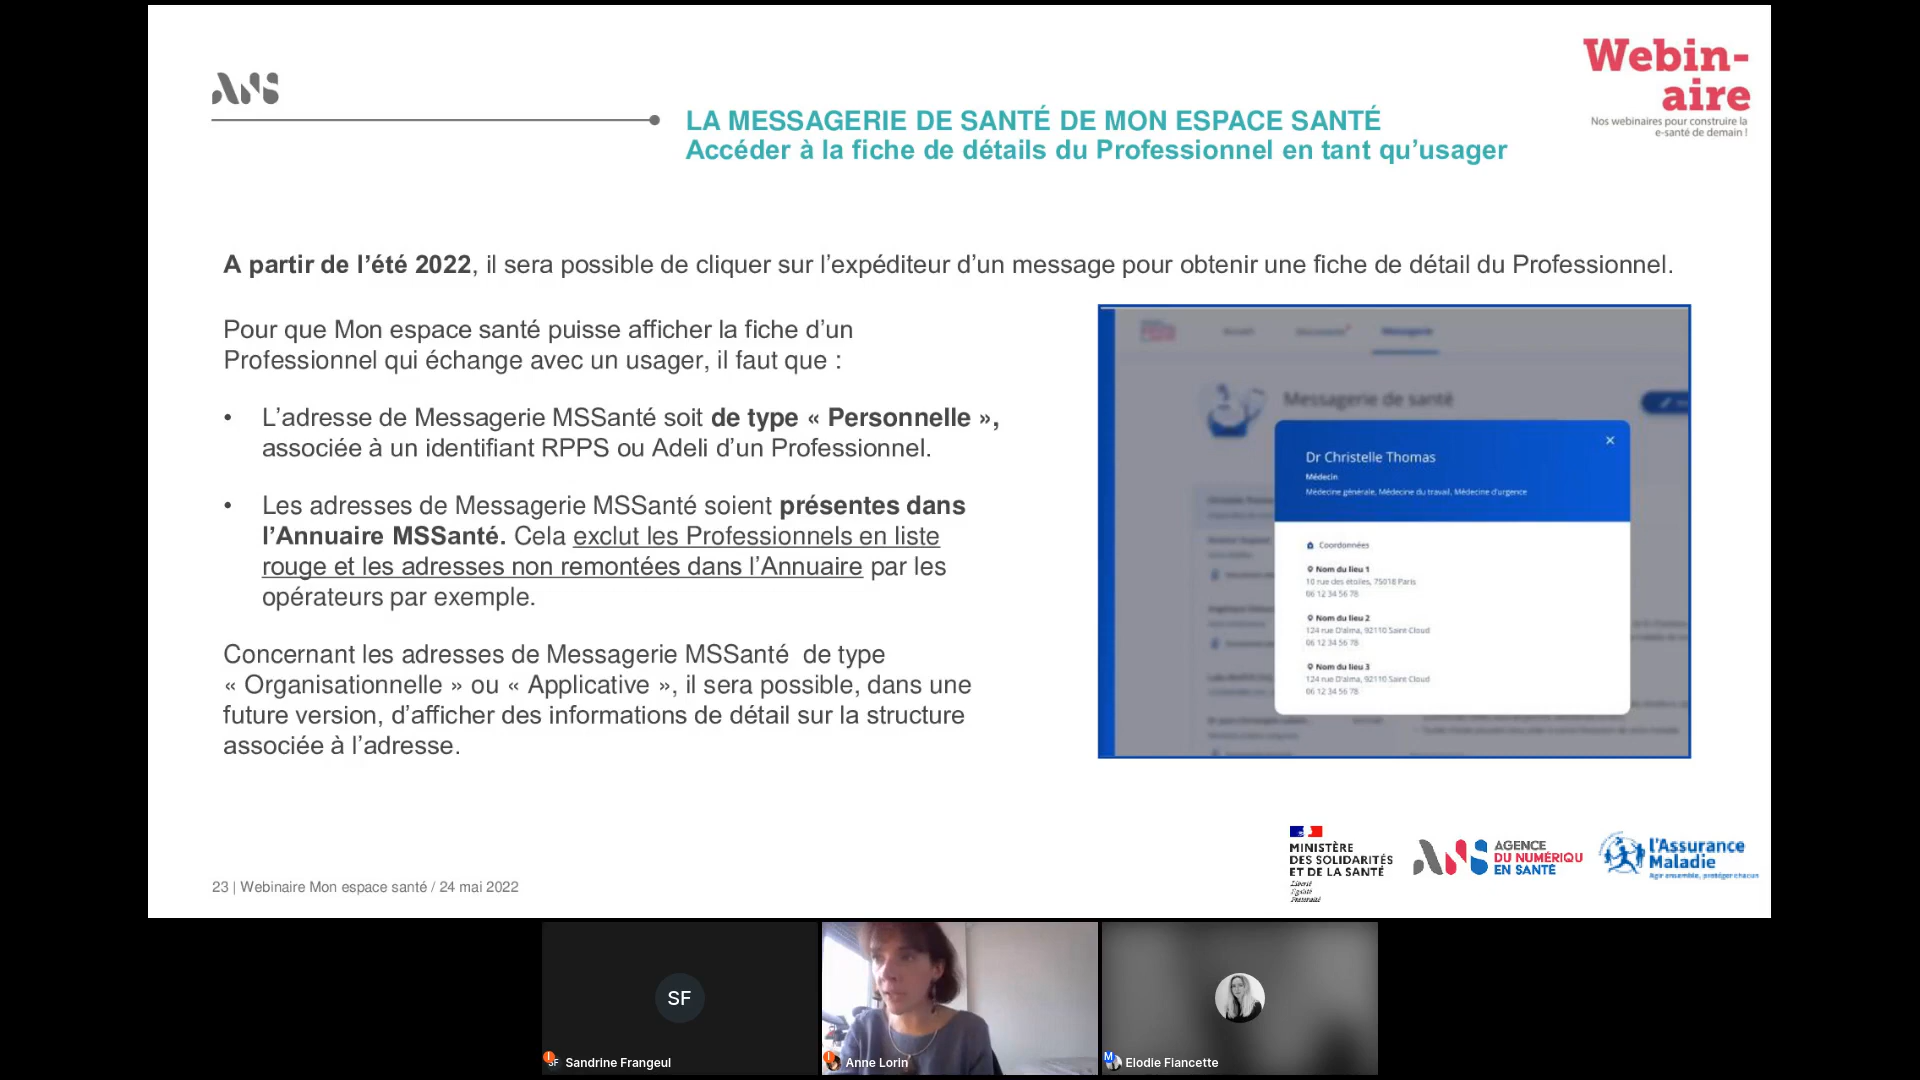 ANS
Webin-
aire
Nos webinaires pour construire la
e-santé de demain !
LA MESSAGERIE DE SANTÉ DE MON ESPACE SANTÉ
Accéder à la fiche de détails du Professionnel en tant qu’usager
A partir de l’été 2022, il sera possible de cliquer sur l’expéditeur d’un message pour obtenir une fiche de détail du Professionnel.
Pour que Mon espace santé puisse afficher la fiche d’un
Professionnel qui échange avec un usager, il faut que :
• L’adresse de Messagerie MSSanté soit de type « Personnelle »,
associée à un identifiant RPPS ou Adeli d’un Professionnel.
• Les adresses de Messagerie MSSanté soient présentes dans
l’Annuaire MSSanté. Cela exclut les Professionnels en liste
rouge et les adresses non remontées dans l’Annuaire par les
opérateurs par exemple.
Concernant les adresses de Messagerie MSSanté  de type
« Organisationnelle » ou « Applicative », il sera possible, dans une
future version, d’afficher des informations de détail sur la structure
associée à l’adresse.
Messagerie
Messagerie de santé
Dr Christelle Thomas
Médecin
Médecine générale, Médecine du travail, Médecine d'urgence
Coordonnées
Nom du lieu 1
10 rue des étoiles, 75018 Paris
06 12 34 56 78
Nom du lieu 2
124 rue D'alma, 92110 Saint Cloud
06 12 34 56 78
Nom du lieu 3
124 rue D'alma, 92110 Saint Cloud
06 12 34 56 78
MINISTÈRE
DES SOLIDARITÉS
ET DE LA SANTÉ
Liberté
Égalité
Fraternité
ANS
AGENCE
DU NUMÉRIQU
EN SANTÉ
l'Assurance
Maladie
Agir ensemble, protéger chacun
23 | Webinaire Mon espace santé / 24 mai 2022
SF
SF Sandrine Frangeul
Anne Lorin
M Elodie Fiancette